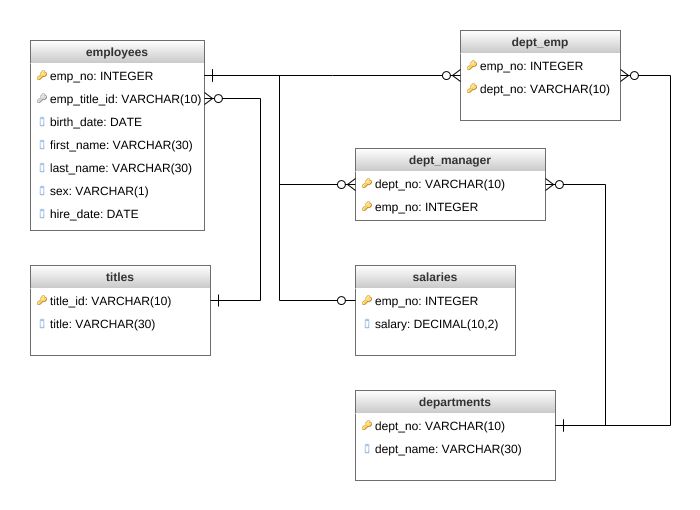 employees
emp_no: INTEGER
emp_title_id: VARCHAR(10)
birth_date: DATE
first_name: VARCHAR(30)
last_name: VARCHAR(30)
sex: VARCHAR(1)
hire_date: DATE
dept_emp
emp_no: INTEGER
dept_no: VARCHAR(10)
dept_manager
dept_no: VARCHAR(10)
emp_no: INTEGER
titles
title_id: VARCHAR(10)
title: VARCHAR(30)
salaries
emp_no: INTEGER
salary: DECIMAL(10,2)
departments
dept_no: VARCHAR(10)
dept_name: VARCHAR(30)